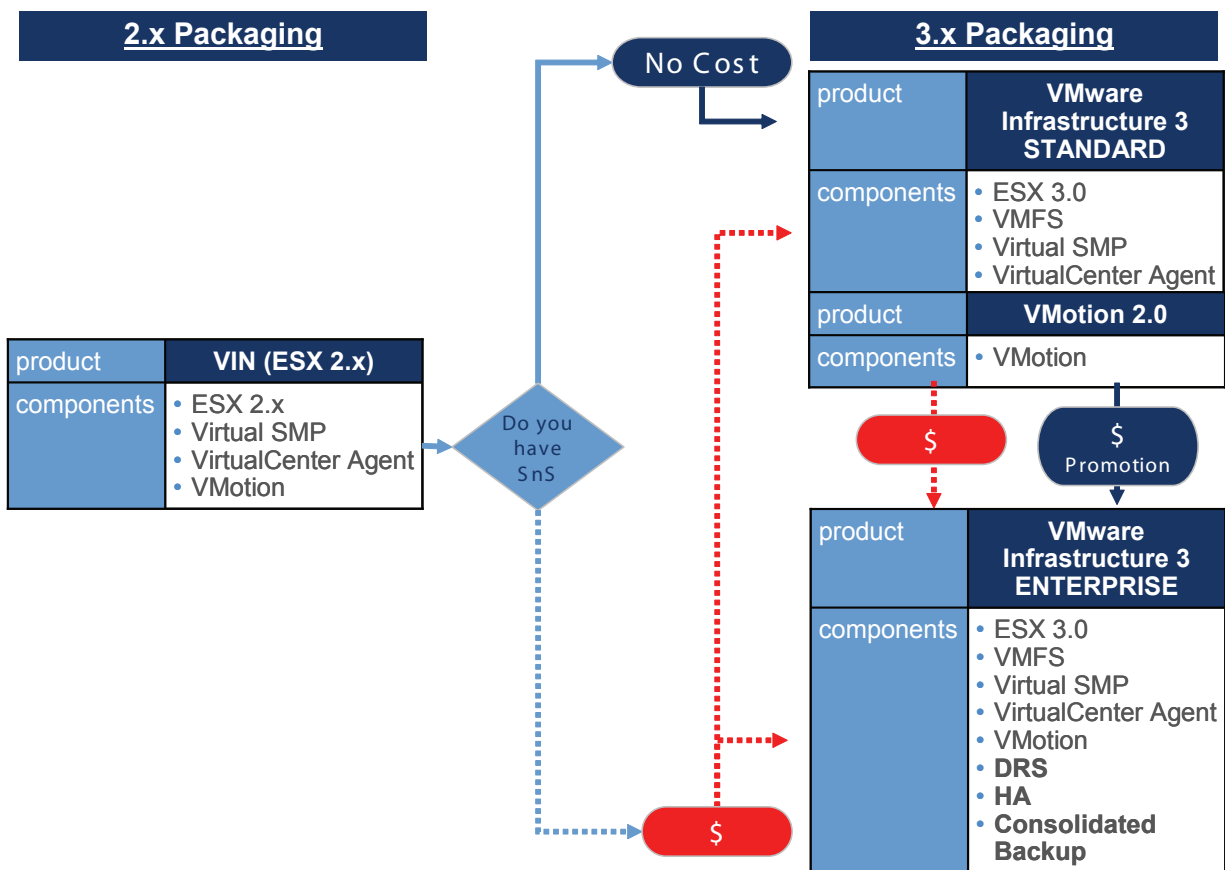 2.x Packaging
product
VIN (ESX 2.x)
components
• ESX 2.x
• Virtual SMP
• VirtualCenter Agent
• VMotion
Do you
have
SnS
No Cost
$
3.x Packaging
product
VMware
Infrastructure 3
STANDARD
components
• ESX 3.0
• VMFS
• Virtual SMP
• VirtualCenter Agent
product
VMotion 2.0
components
• VMotion
$
$
Promotion
product
VMware
Infrastructure 3
ENTERPRISE
components
• ESX 3.0
• VMFS
• Virtual SMP
• VirtualCenter Agent
• VMotion
• DRS
• HA
• Consolidated
Backup